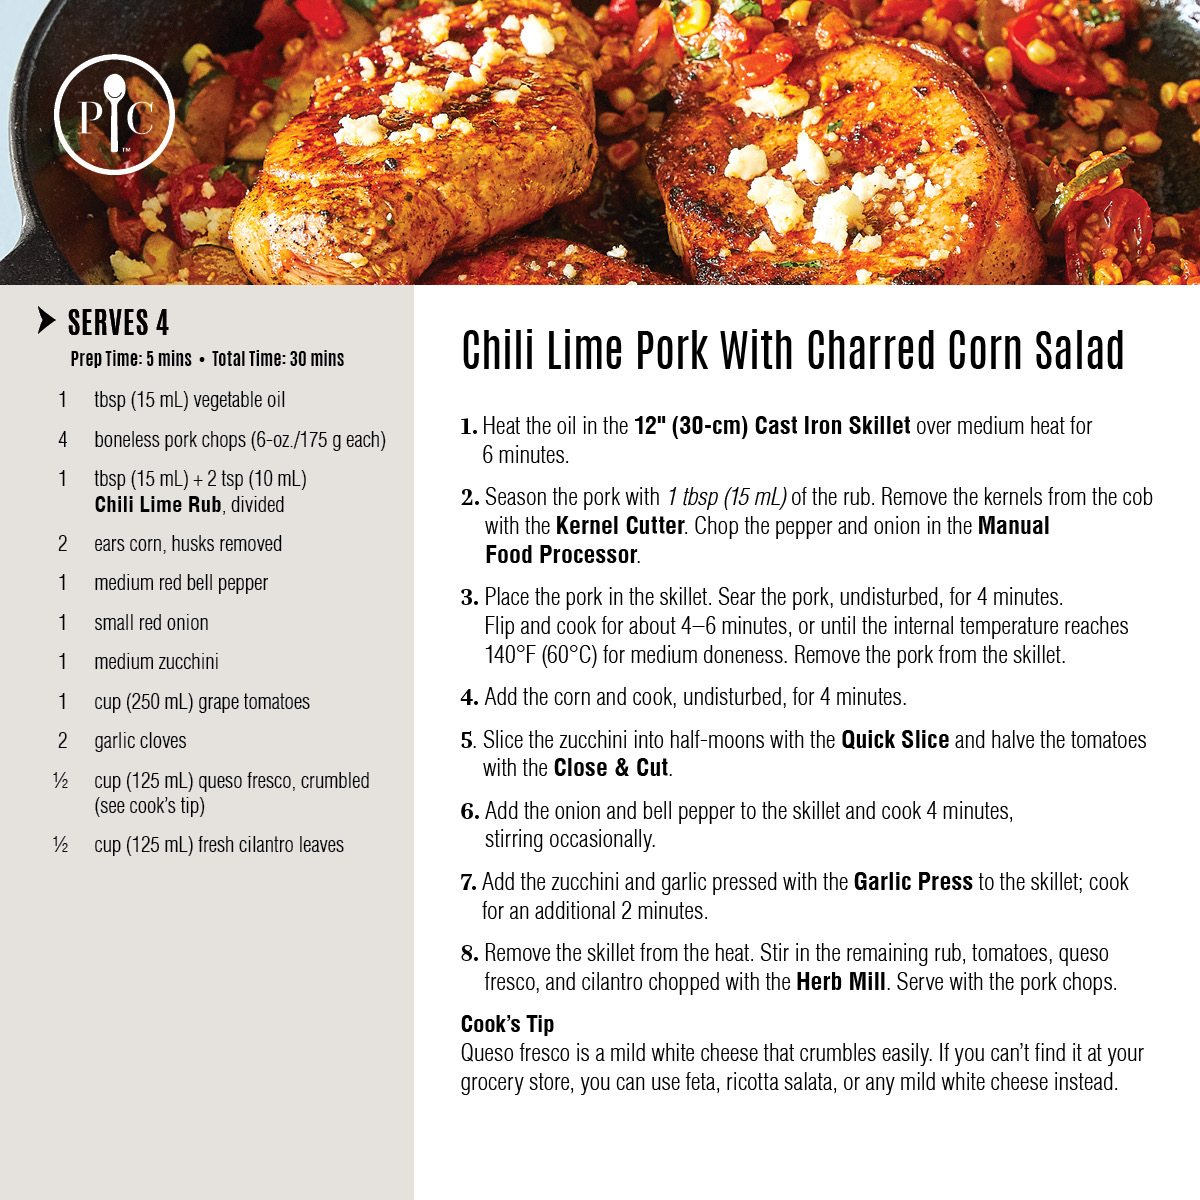 P C
TM
SERVES 4
Prep Time: 5 mins • Total Time: 30 mins
1 tbsp (15 mL) vegetable oil
4 boneless pork chops (6-oz./175 g each)
1 tbsp (15 mL) + 2 tsp (10 mL)
Chili Lime Rub, divided
2 ears corn, husks removed
1 medium red bell pepper
1 small red onion
1 medium zucchini
1 cup (250 mL) grape tomatoes
2 garlic cloves
½ cup (125 mL) queso fresco, crumbled
(see cook's tip)
½ cup (125 mL) fresh cilantro leaves
Chili Lime Pork With Charred Corn Salad
1. Heat the oil in the 12" (30-cm) Cast Iron Skillet over medium heat for
6 minutes.
2. Season the pork with 1 tbsp (15 mL) of the rub. Remove the kernels from the cob
with the Kernel Cutter. Chop the pepper and onion in the Manual
Food Processor.
3. Place the pork in the skillet. Sear the pork, undisturbed, for 4 minutes.
Flip and cook for about 4–6 minutes, or until the internal temperature reaches
140°F (60°C) for medium doneness. Remove the pork from the skillet.
4. Add the corn and cook, undisturbed, for 4 minutes.
5. Slice the zucchini into half-moons with the Quick Slice and halve the tomatoes
with the Close & Cut.
6. Add the onion and bell pepper to the skillet and cook 4 minutes,
stirring occasionally.
7. Add the zucchini and garlic pressed with the Garlic Press to the skillet; cook
for an additional 2 minutes.
8. Remove the skillet from the heat. Stir in the remaining rub, tomatoes, queso
fresco, and cilantro chopped with the Herb Mill. Serve with the pork chops.
Cook's Tip
Queso fresco is a mild white cheese that crumbles easily. If you can't find it at your
grocery store, you can use feta, ricotta salata, or any mild white cheese instead.